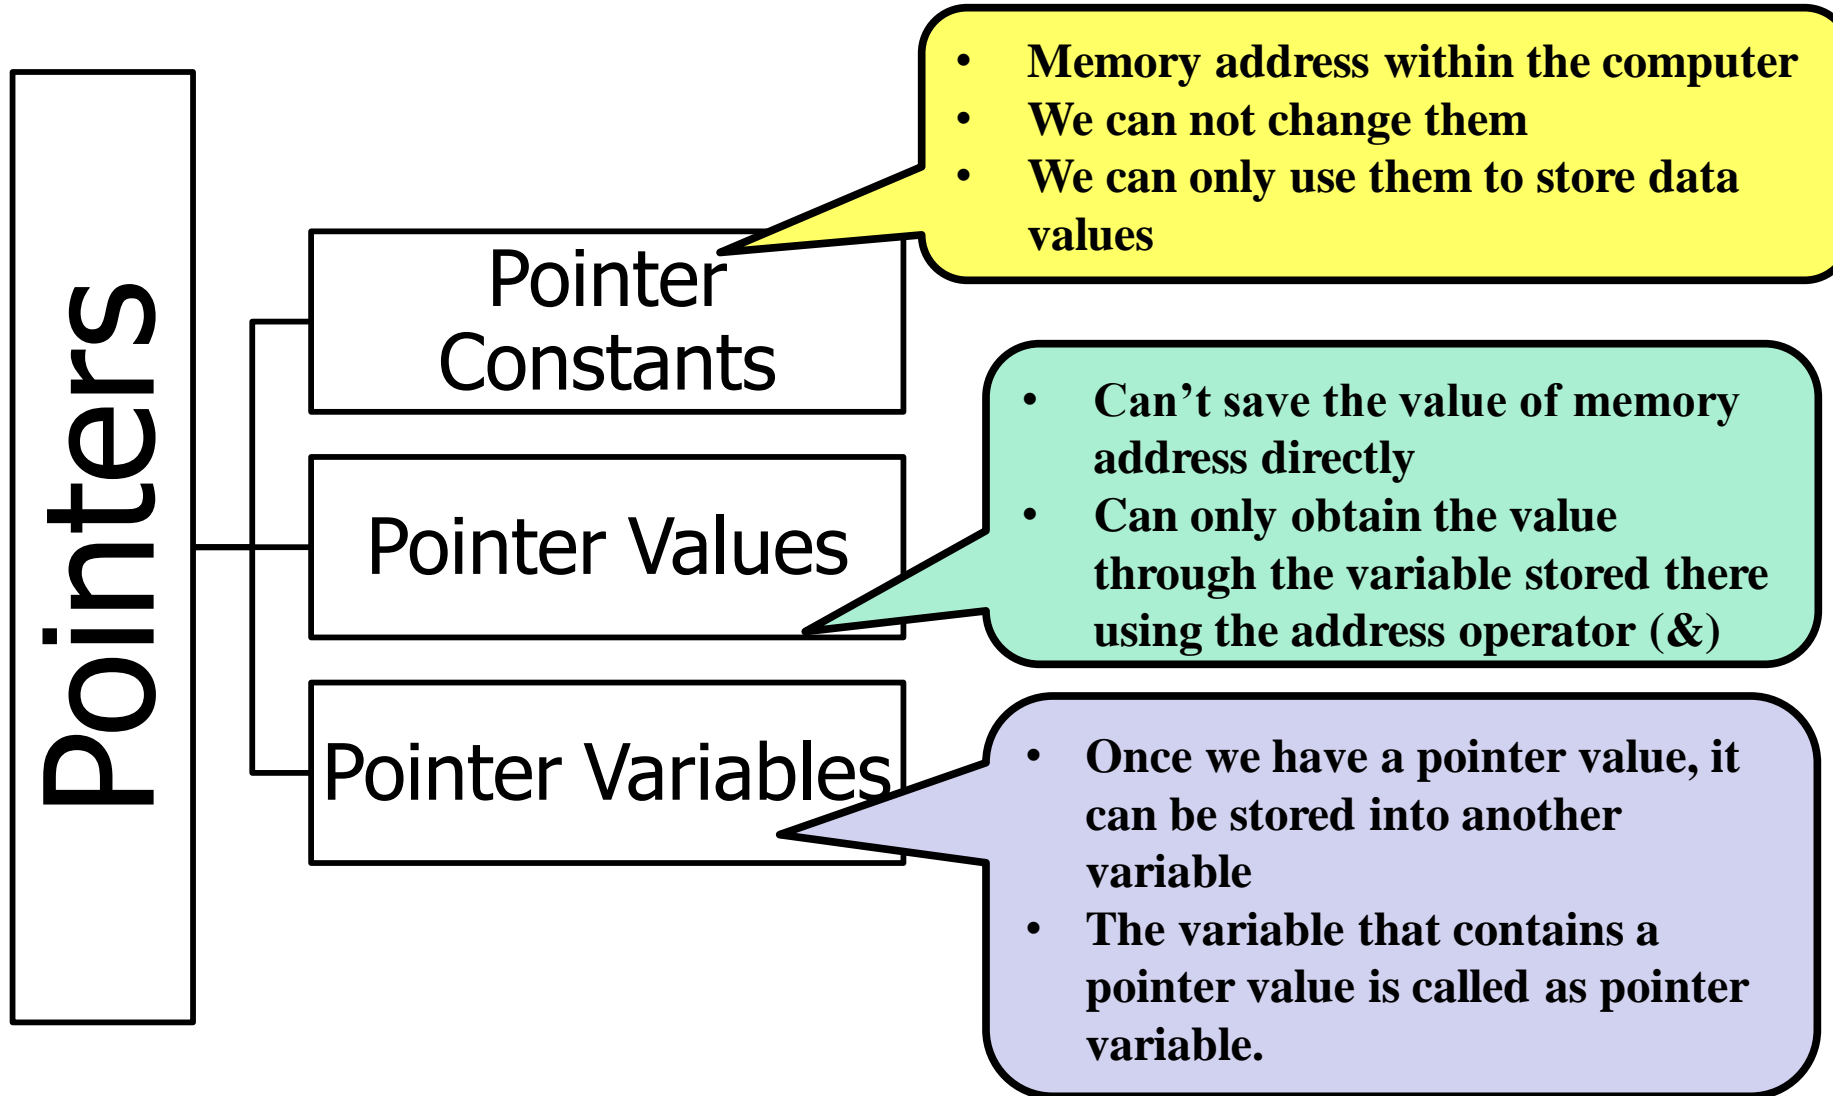 Pointers
Pointer
Constants
• Memory address within the computer
• We can not change them
• We can only use them to store data
values
Pointer Values
• Can’t save the value of memory
address directly
• Can only obtain the value
through the variable stored there
using the address operator (&)
Pointer Variables
• Once we have a pointer value, it
can be stored into another
variable
• The variable that contains a
pointer value is called as pointer
variable.